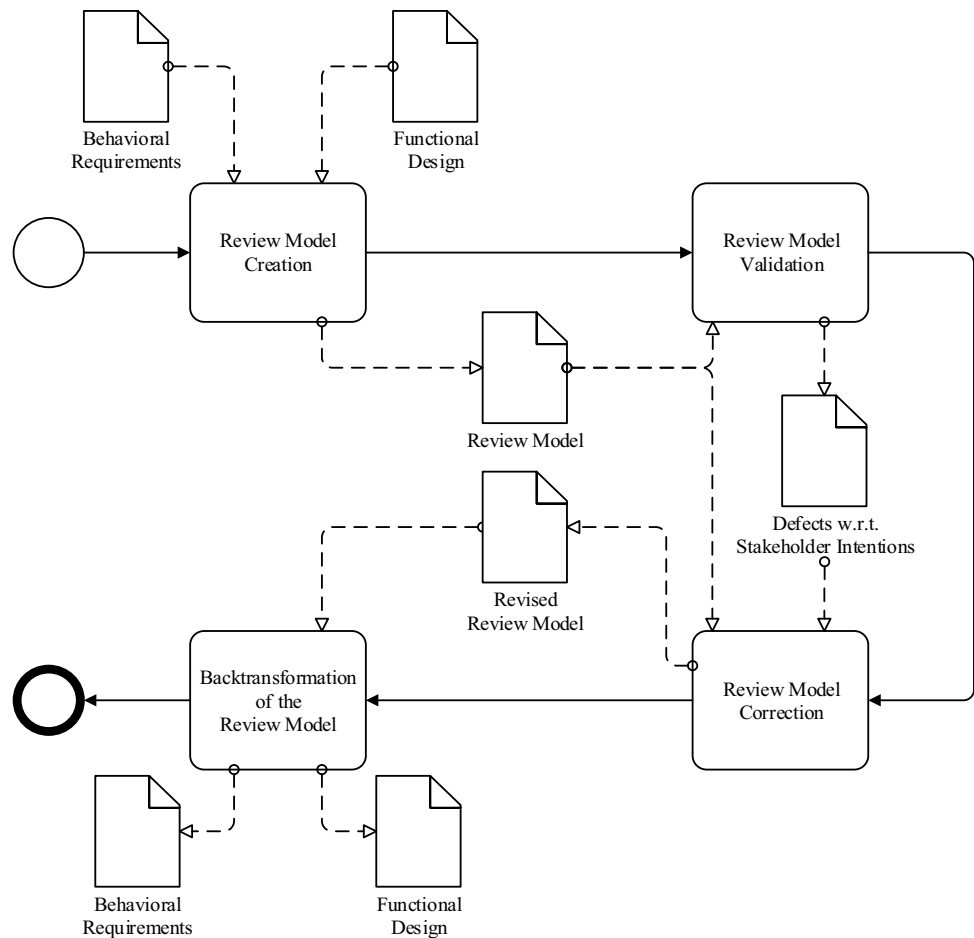 Behavioral
Requirements
Functional
Design
Review Model
Creation
Review Model
Validation
Review Model
Defects w.r.t.
Stakeholder Intentions
Revised
Review Model
Backtransformation
of the
Review Model
Review Model
Correction
Behavioral
Requirements
Functional
Design